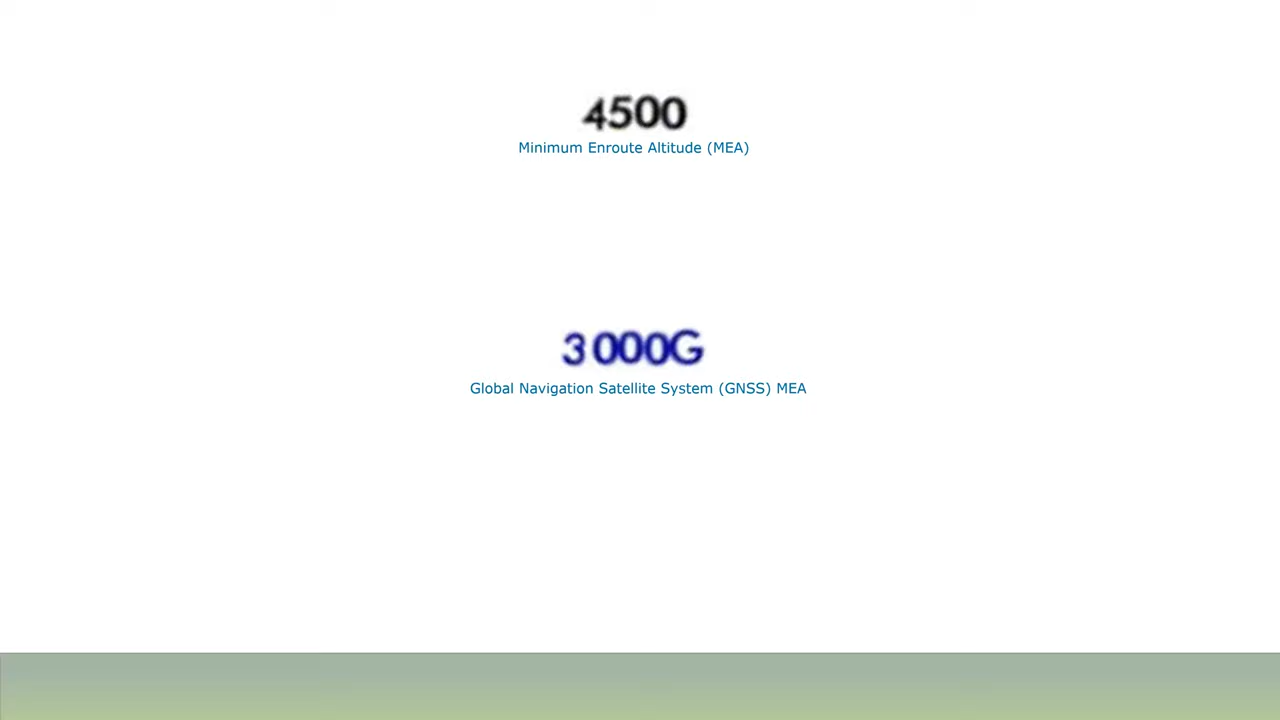 4500
Minimum Enroute Altitude (MEA)
3000G
Global Navigation Satellite System (GNSS) MEA